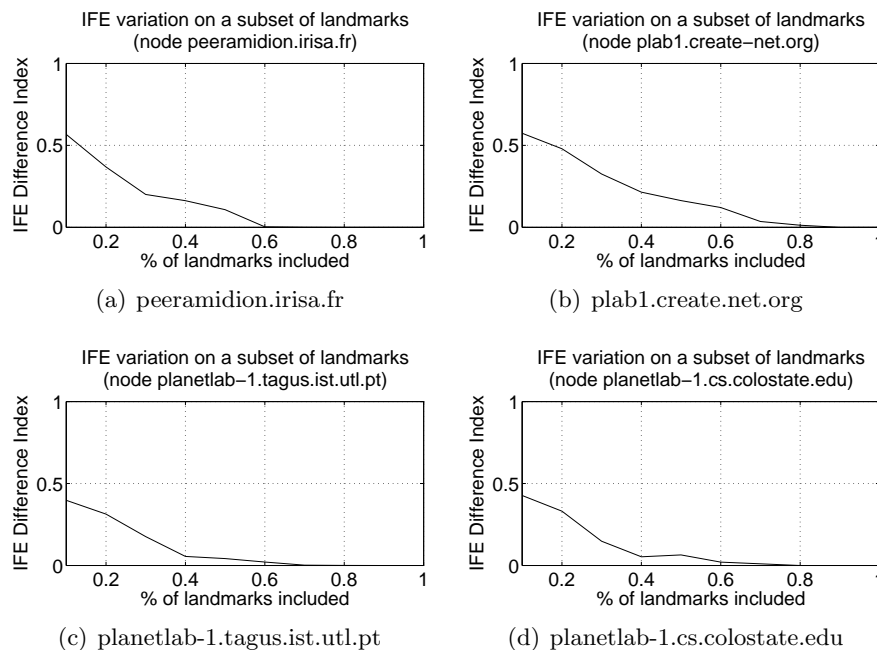 IFE variation on a subset of landmarks
(node peeramidion.irisa.fr)
1
0.5
0
IFE Difference Index
0.2 0.4 0.6 0.8 1
% of landmarks included
(a) peeramidion.irisa.fr
IFE variation on a subset of landmarks
(node plab1.create-net.org)
1
0.5
0
IFE Difference Index
0.2 0.4 0.6 0.8 1
% of landmarks included
(b) plab1.create.net.org
IFE variation on a subset of landmarks
(node planetlab-1.tagus.ist.utl.pt)
1
0.5
0
IFE Difference Index
0.2 0.4 0.6 0.8 1
% of landmarks included
(c) planetlab-1.tagus.ist.utl.pt
IFE variation on a subset of landmarks
(node planetlab-1.cs.colostate.edu)
1
0.5
0
IFE Difference Index
0.2 0.4 0.6 0.8 1
% of landmarks included
(d) planetlab-1.cs.colostate.edu